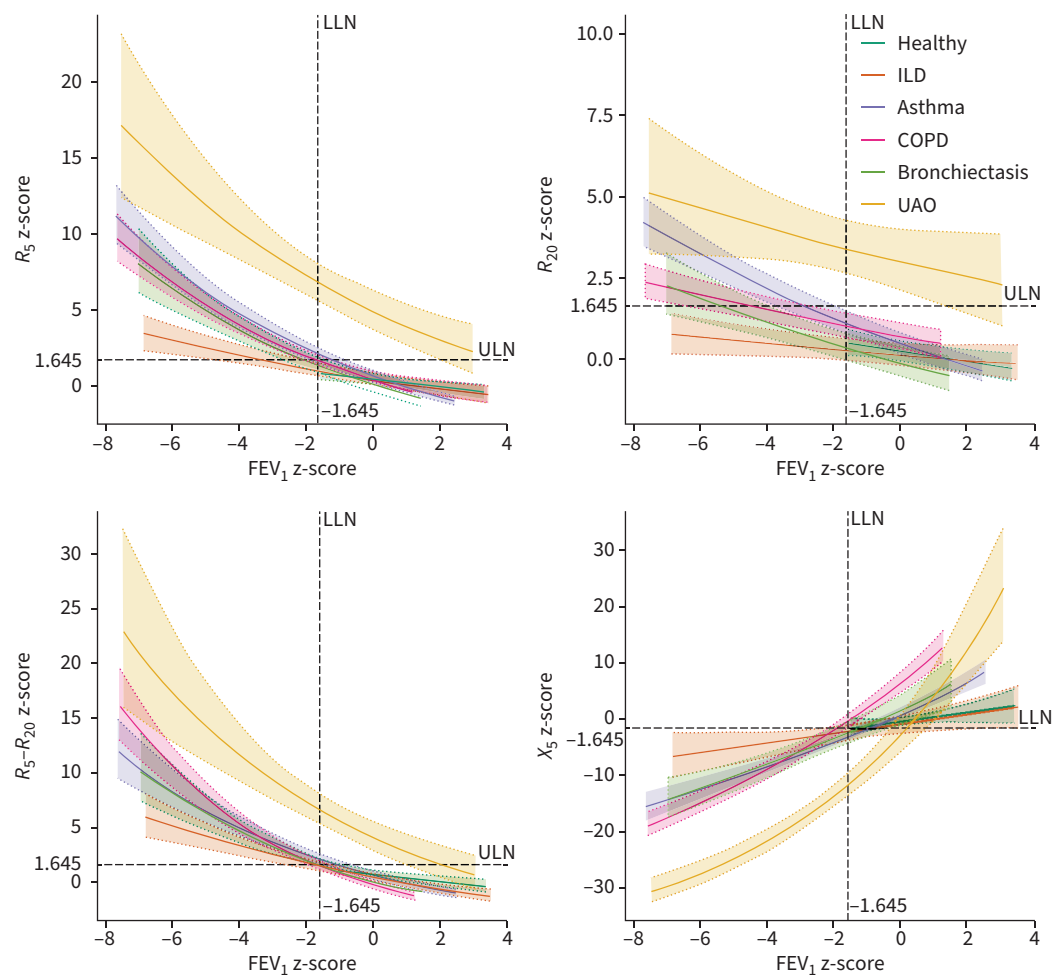 LLN
20
15
10
5
1.645
0
R5 z-score
ULN
–1.645
–8 –6 –4 –2 0 2 4
FEV1 z-score
LLN
10.0
7.5
5.0
2.5
1.645
0.0
R20 z-score
Healthy
ILD
Asthma
COPD
Bronchiectasis
UAO
ULN
–1.645
–8 –6 –4 –2 0 2 4
FEV1 z-score
LLN
30
25
20
15
10
5
1.645
0
R5–R20 z-score
ULN
–1.645
–8 –6 –4 –2 0 2 4
FEV1 z-score
LLN
30
20
10
0
–1.645
–10
–20
–30
X5 z-score
LLN
–1.645
–8 –6 –4 –2 0 2 4
FEV1 z-score